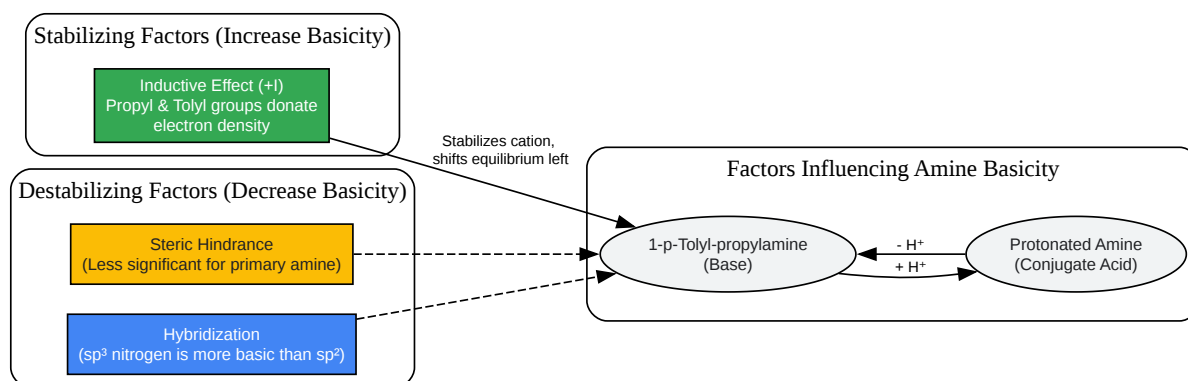 Stabilizing Factors (Increase Basicity)
Inductive Effect (+I)
Propyl & Tolyl groups donate
electron density
Stabilizes cation,
shifts equilibrium left
Destabilizing Factors (Decrease Basicity)
Steric Hindrance
(Less significant for primary amine)
Hybridization
(sp³ nitrogen is more basic than sp²)
Factors Influencing Amine Basicity
1-p-Tolyl-propylamine
(Base)
- H⁺
+ H⁺
Protonated Amine
(Conjugate Acid)